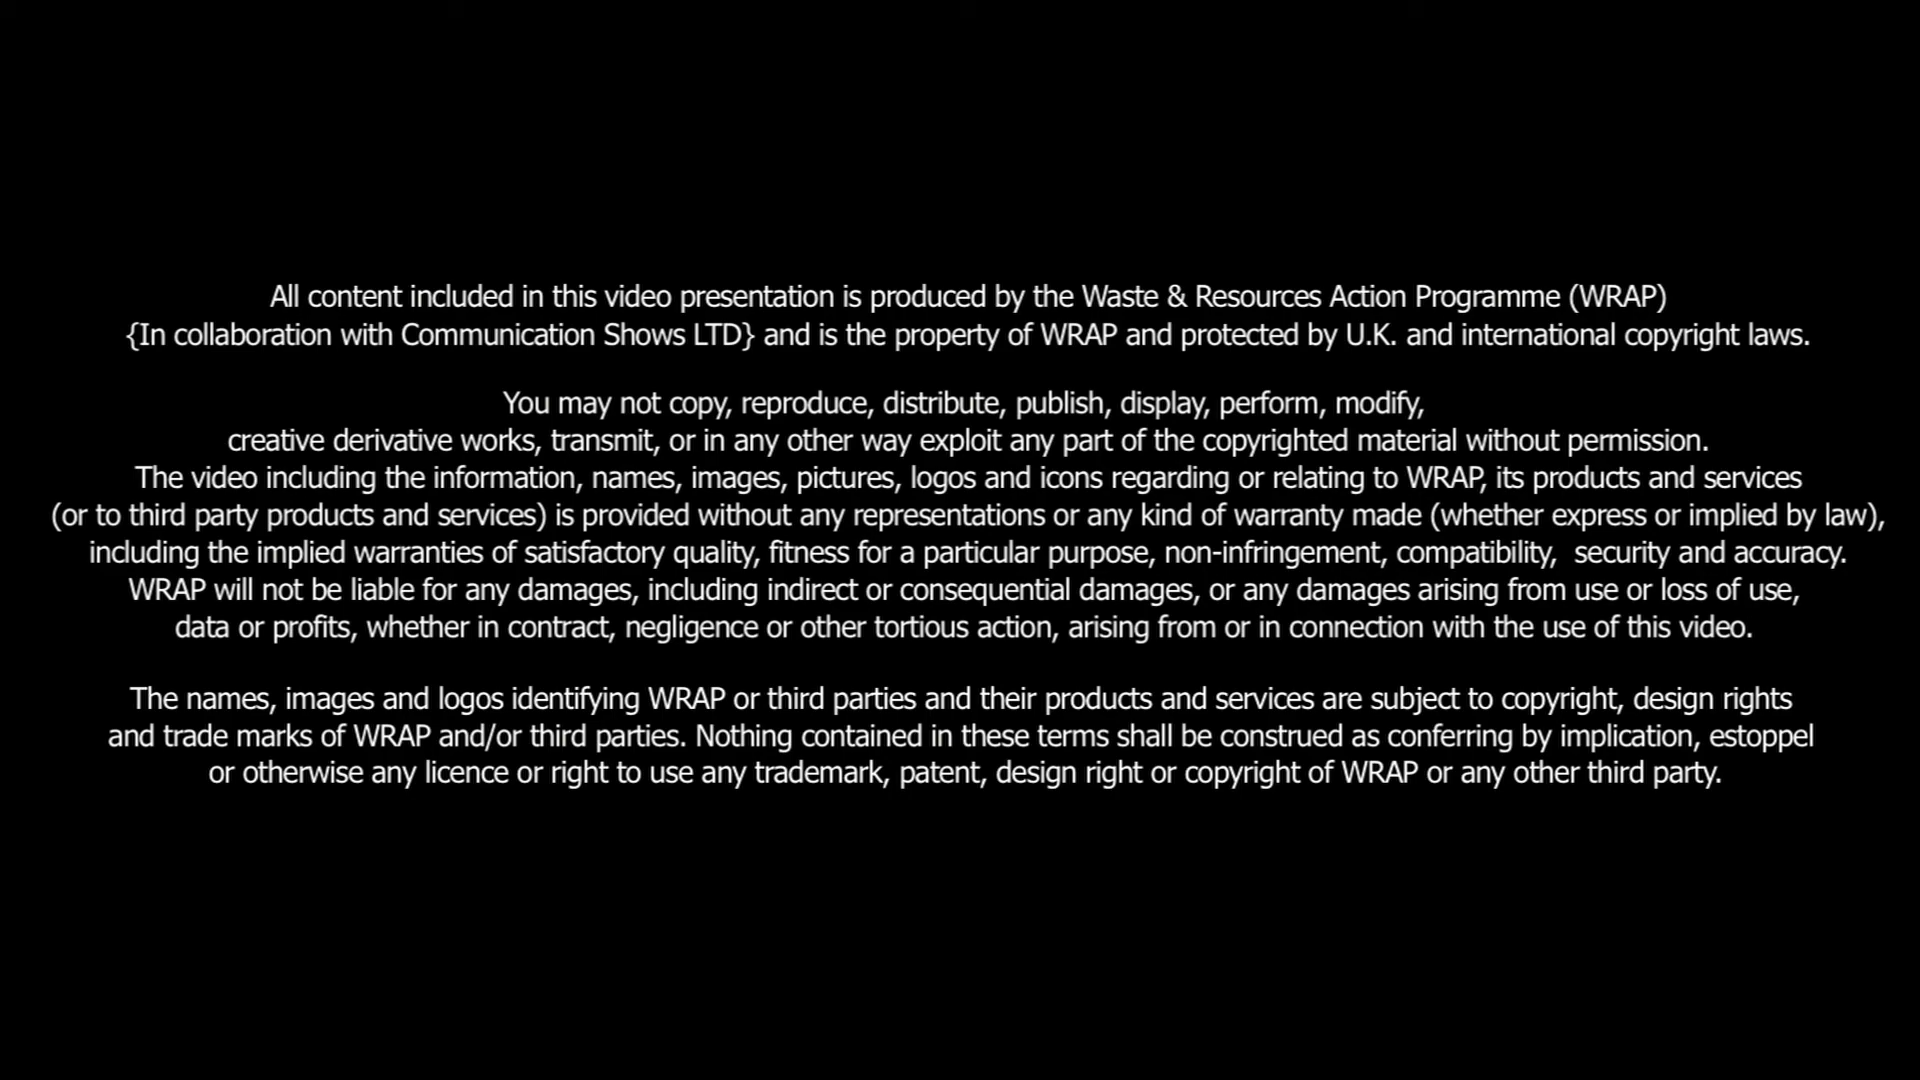 All content included in this video presentation is produced by the Waste & Resources Action Programme (WRAP)
{In collaboration with Communication Shows LTD} and is the property of WRAP and protected by U.K. and international copyright laws.
You may not copy, reproduce, distribute, publish, display, perform, modify,
creative derivative works, transmit, or in any other way exploit any part of the copyrighted material without permission.
The video including the information, names, images, pictures, logos and icons regarding or relating to WRAP, its products and services
(or to third party products and services) is provided without any representations or any kind of warranty made (whether express or implied by law),
including the implied warranties of satisfactory quality, fitness for a particular purpose, non-infringement, compatibility,  security and accuracy.
WRAP will not be liable for any damages, including indirect or consequential damages, or any damages arising from use or loss of use,
data or profits, whether in contract, negligence or other tortious action, arising from or in connection with the use of this video.
The names, images and logos identifying WRAP or third parties and their products and services are subject to copyright, design rights
and trade marks of WRAP and/or third parties. Nothing contained in these terms shall be construed as conferring by implication, estoppel
or otherwise any licence or right to use any trademark, patent, design right or copyright of WRAP or any other third party.